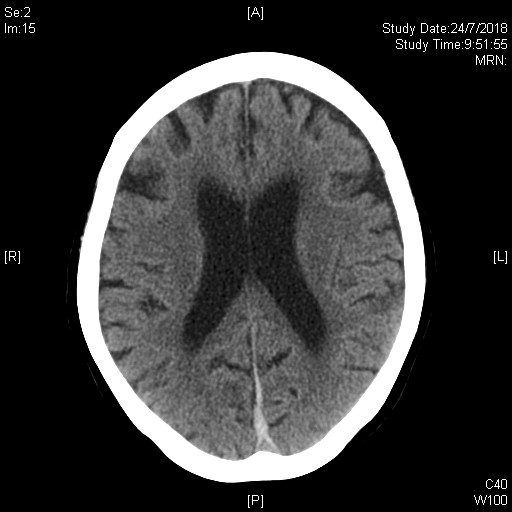 Se:2
Im:15
[A]
Study Date:24/7/2018
Study Time:9:51:55
MRN:
[R]
[L]
[P]
C40
W100